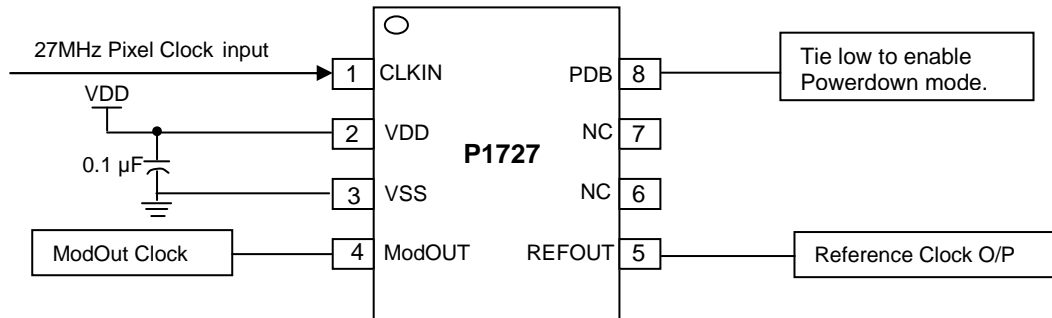 27MHz Pixel Clock input
1 CLKIN
VDD
2 VDD
0.1 µF
3 VSS
ModOut Clock
4 ModOUT
P1727
PDB 8
Tie low to enable
Powerdown mode.
NC 7
NC 6
REFOUT 5
Reference Clock O/P